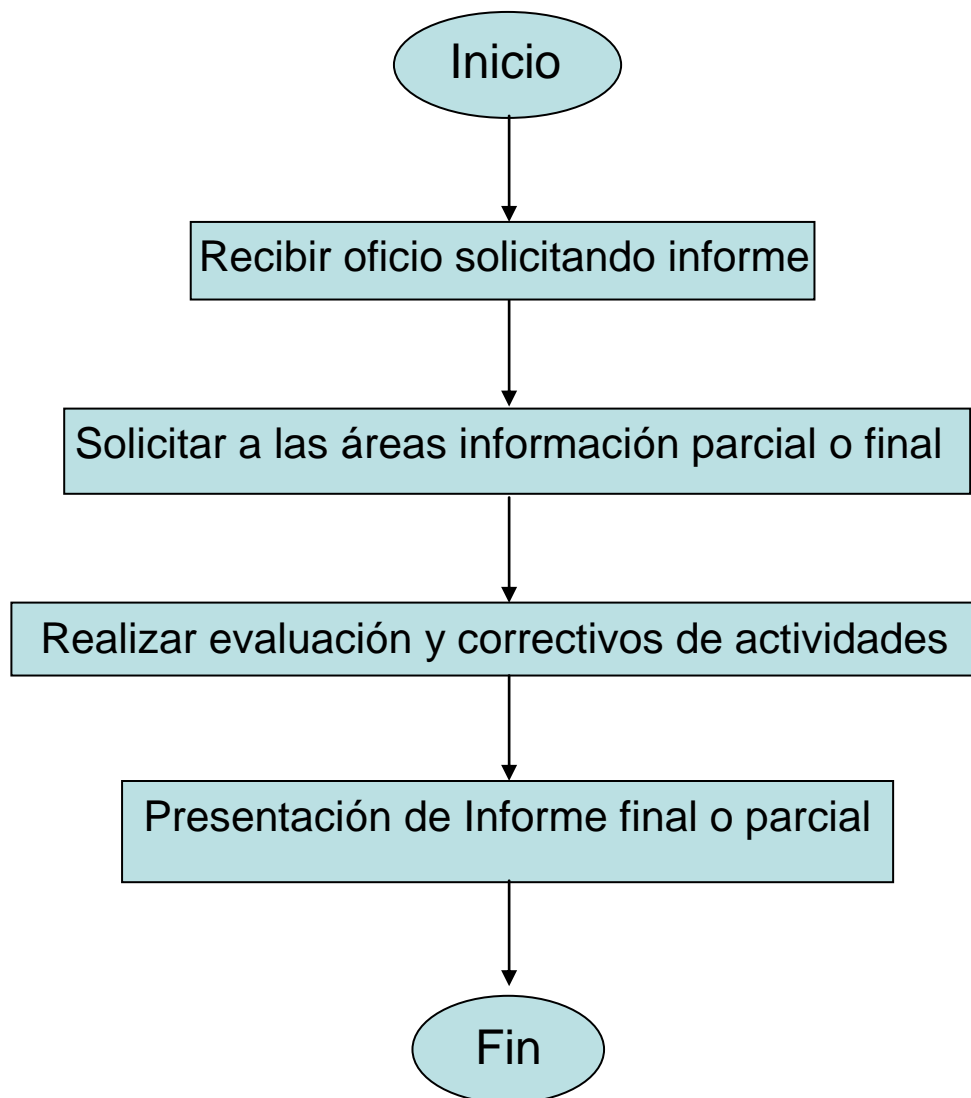 Inicio
Recibir oficio solicitando informe
Solicitar a las áreas información parcial o final
Realizar evaluación y correctivos de actividades
Presentación de Informe final o parcial
Fin